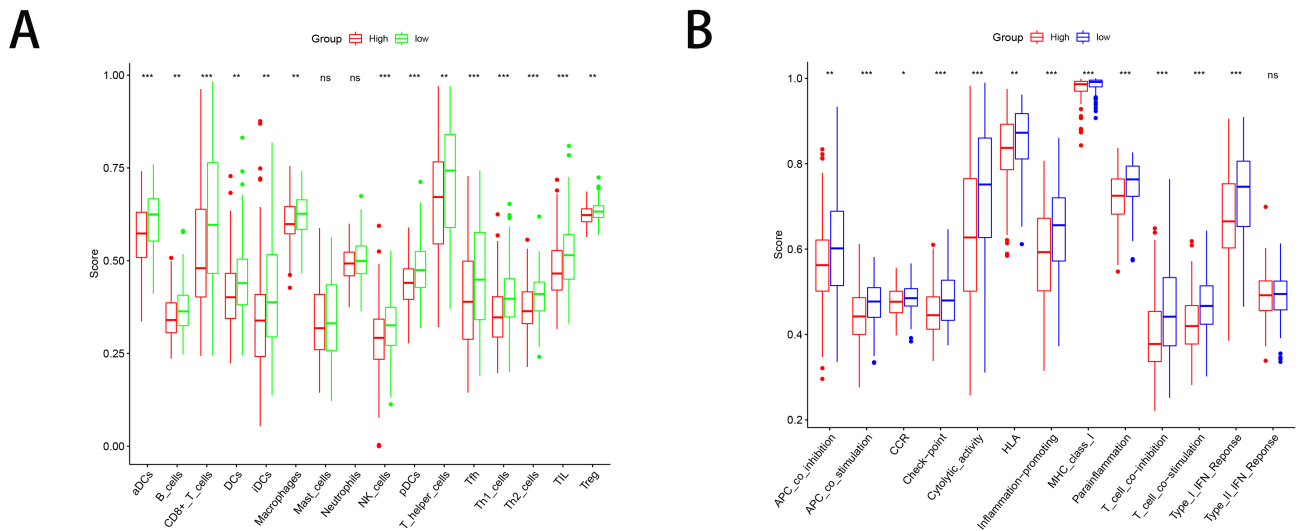 A
Group High low
*** ** *** ** ** ** ns ns *** *** ** *** *** *** *** **
1.00
0.75
0.50
0.25
0.00
Score
aDCs
B_cells
CD8+_T_cells
DCs
iDCs
Macrophages
Mast_cells
Neutrophils
NK_cells
pDCs
T_helper_cells
Tfh
Th1_cells
Th2_cells
TIL
Treg
B
Group High low
** *** * *** *** ** *** *** *** *** *** *** ns
1.0
0.8
0.6
0.4
0.2
Score
APC_co_inhibition
APC_co_stimulation
CCR
Check-point
Cytolytic_activity
HLA
Inflammation-promoting
MHC_class_I
Parainflammation
T_cell_co-inhibition
T_cell_co-stimulation
Type_I_IFN_Reponse
Type_II_IFN_Reponse